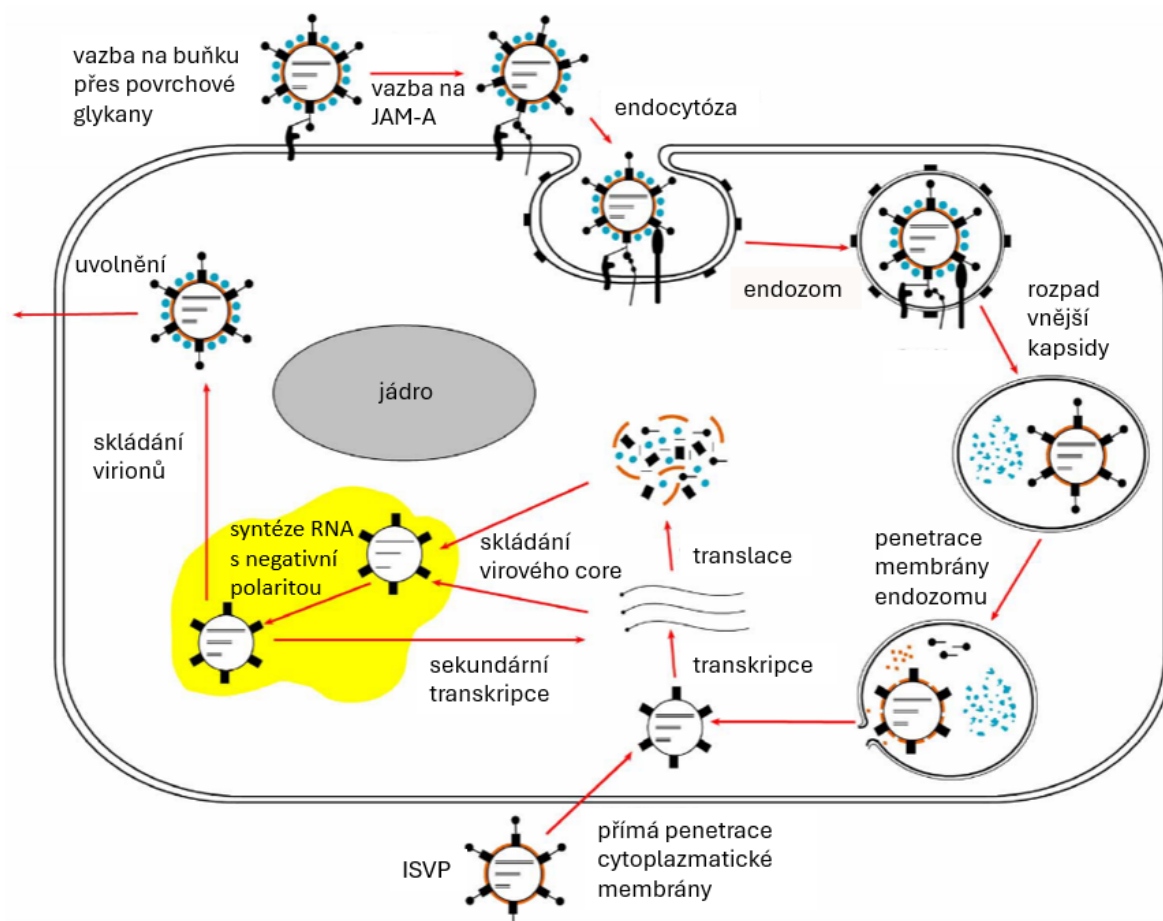 vazba na buňku
přes povrchové
glykany
vazba na
JAM-A
endocytóza
uvolnění
endozom
rozpad
vnější
kapsidy
jádro
skládání
virionů
syntéze RNA
s negativní
polaritou
skládání
virového core
translace
penetrace
membrány
endozomu
sekundární
transkripce
transkripce
ISVP
přímá penetrace
cytoplazmatické
membrány